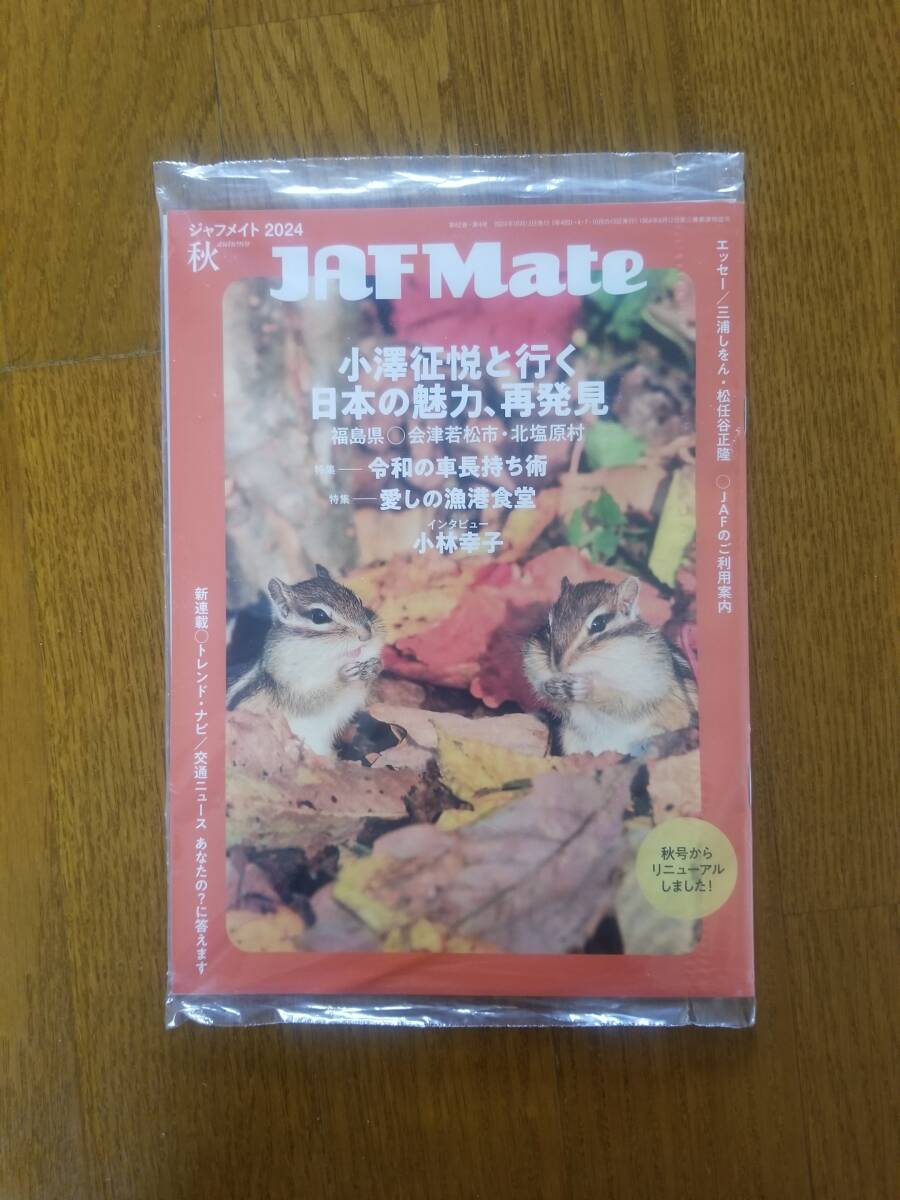 ジャフメイト 2024
秋
autumn
JAF Mate
小澤征悦と行く
日本の魅力、再発見
福島県○会津若松市・北塩原村
特集―令和の車長持ち術
特集―愛しの漁港食堂
インタビュー
小林幸子
エッセー／三浦しをん・松任谷正隆 ○JAFのご利用案内
新連載○トレンド・ナビ／交通ニュース あなたの?に答えます
秋号から
リニューアル
しました!